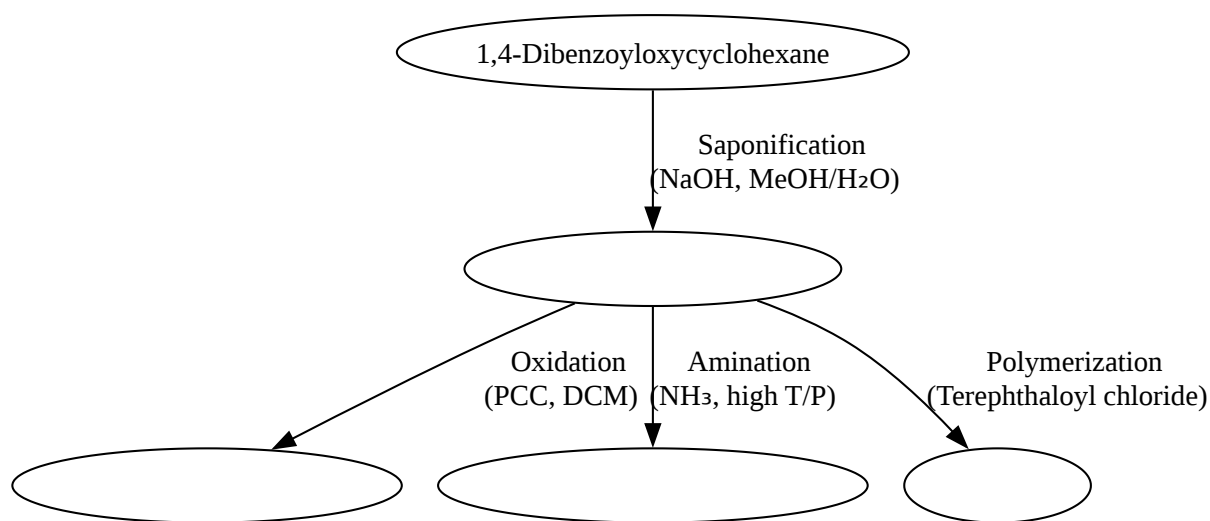 1,4-Dibenzoyloxycyclohexane
Saponification
(NaOH, MeOH/H₂O)
Oxidation
(PCC, DCM)
Amination
(NH₃, high T/P)
Polymerization
(Terephthaloyl chloride)